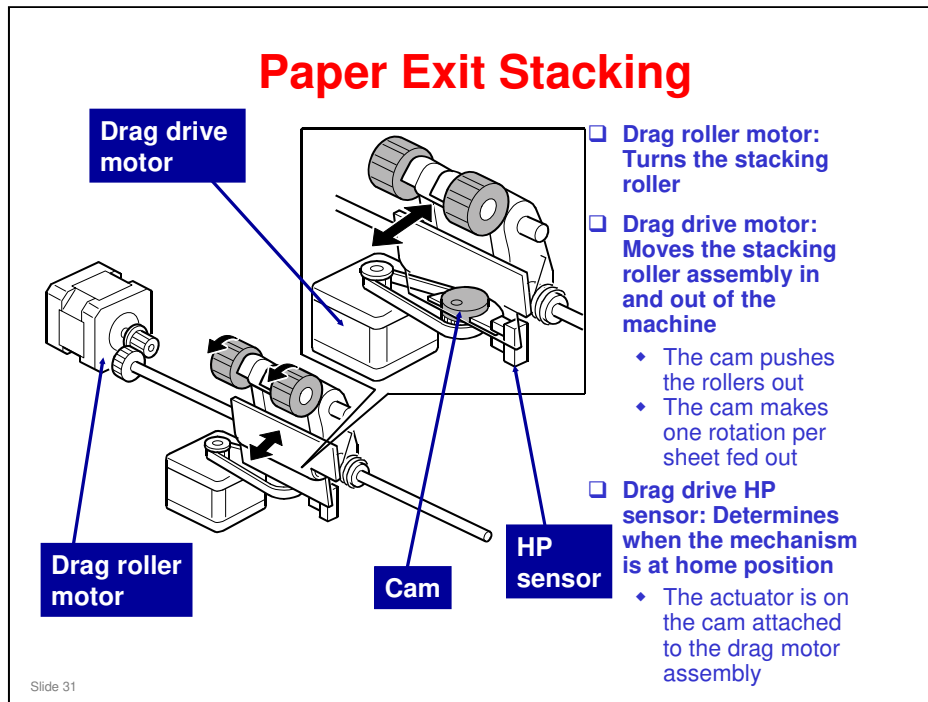 Paper Exit Stacking
Drag drive
motor
Drag roller
motor
Cam
HP
sensor
❑ Drag roller motor:
Turns the stacking
roller
❑ Drag drive motor:
Moves the stacking
roller assembly in
and out of the
machine
◆ The cam pushes
the rollers out
◆ The cam makes
one rotation per
sheet fed out
❑ Drag drive HP
sensor: Determines
when the mechanism
is at home position
◆ The actuator is on
the cam attached
to the drag motor
assembly
Slide 31